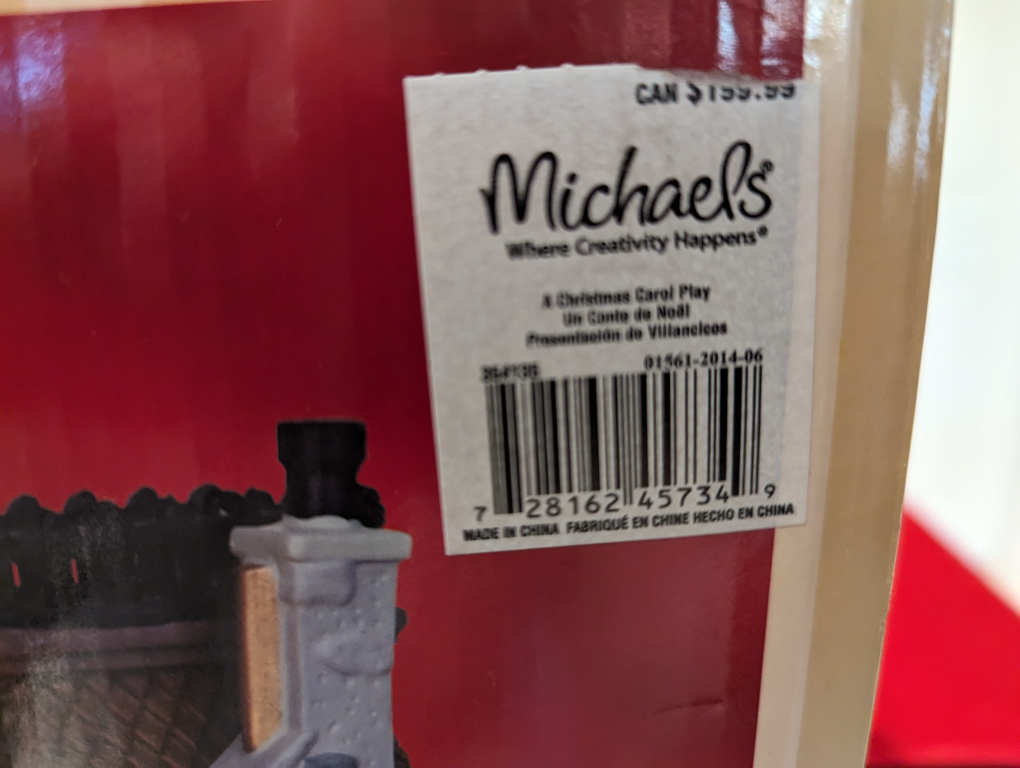 CAN $199.99
Michaels®
Where Creativity Happens®
A Christmas Carol Play
Un Conte de Noël
Presentación de Villancicos
01561-2014-06
7 28162 45734 9
MADE IN CHINA FABRIQUÉ EN CHINE HECHO EN CHINA